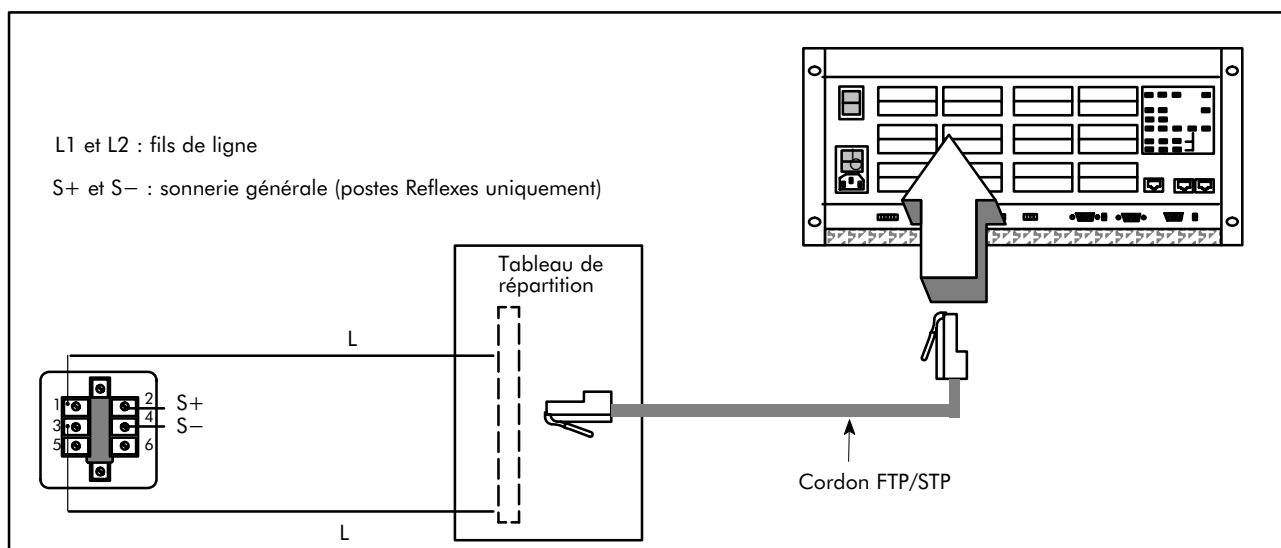 L1 et L2 : fils de ligne
S+ et S− : sonnerie générale (postes Reflexes uniquement)
Tableau de
répartition
L
1 2 S+
3 4 S−
5 6
L
Cordon FTP/STP